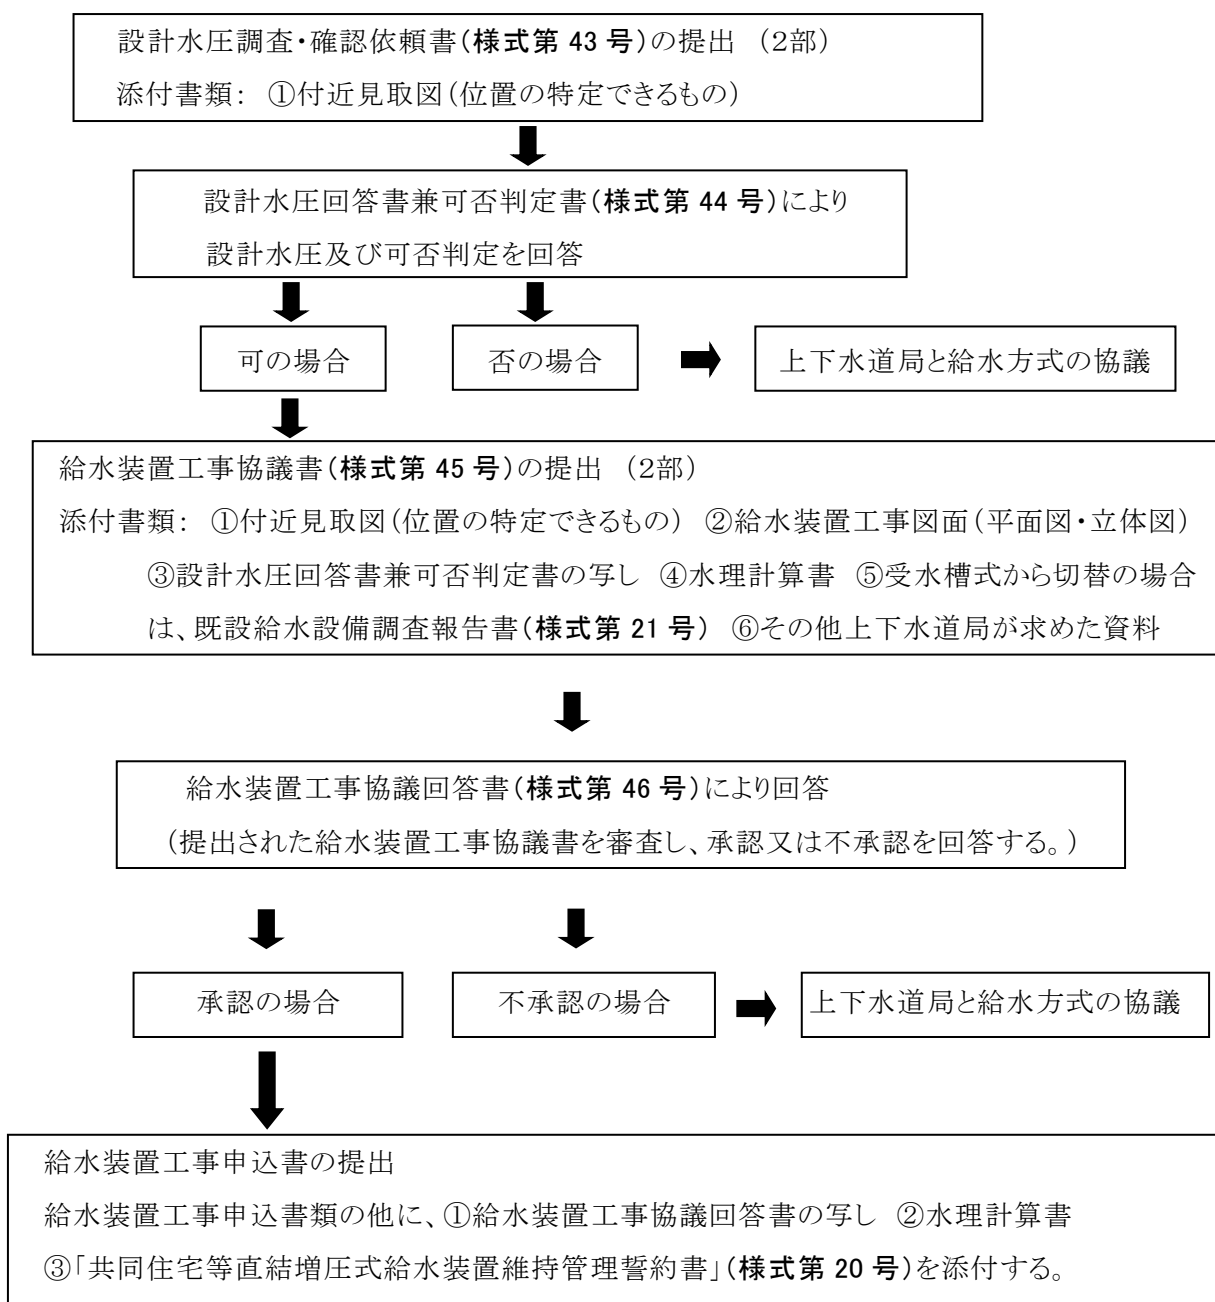 設計水圧調査・確認依頼書(様式第 43 号)の提出 (2部)
添付書類: ①付近見取図(位置の特定できるもの)
設計水圧回答書兼可否判定書(様式第 44 号)により
設計水圧及び可否判定を回答
可の場合
否の場合
上下水道局と給水方式の協議
給水装置工事協議書(様式第 45 号)の提出 (2部)
添付書類: ①付近見取図(位置の特定できるもの) ②給水装置工事図面(平面図・立体図)
③設計水圧回答書兼可否判定書の写し ④水理計算書 ⑤受水槽式から切替の場合
は、既設給水設備調査報告書(様式第 21 号) ⑥その他上下水道局が求めた資料
給水装置工事協議回答書(様式第 46 号)により回答
(提出された給水装置工事協議書を審査し、承認又は不承認を回答する。)
承認の場合
不承認の場合
上下水道局と給水方式の協議
給水装置工事申込書の提出
給水装置工事申込書類の他に、①給水装置工事協議回答書の写し ②水理計算書
③「共同住宅等直結増圧式給水装置維持管理誓約書」(様式第 20 号)を添付する。